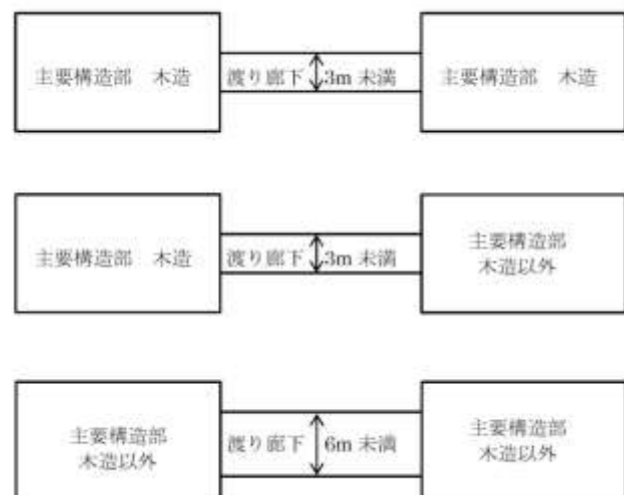 主要構造部　木造
渡り廊下
3m 未満
主要構造部　木造
主要構造部　木造
渡り廊下
3m 未満
主要構造部
木造以外
主要構造部
木造以外
渡り廊下
6m 未満
主要構造部
木造以外